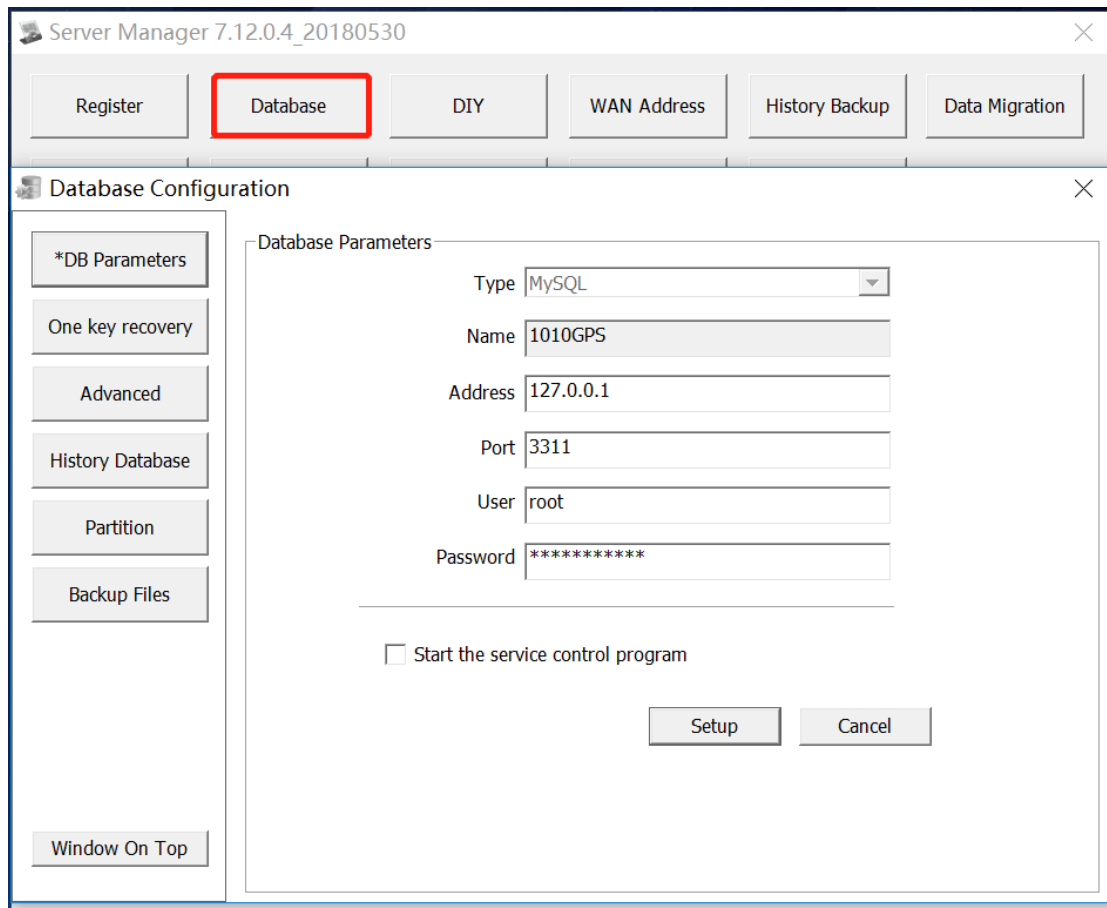 Server Manager 7.12.0.4_20180530
Register Database DIY WAN Address History Backup Data Migration
Database Configuration
*DB Parameters
One key recovery
Advanced
History Database
Partition
Backup Files
Window On Top
Database Parameters
Type MySQL
Name 1010GPS
Address 127.0.0.1
Port 3311
User root
Password ***********
Start the service control program
Setup Cancel